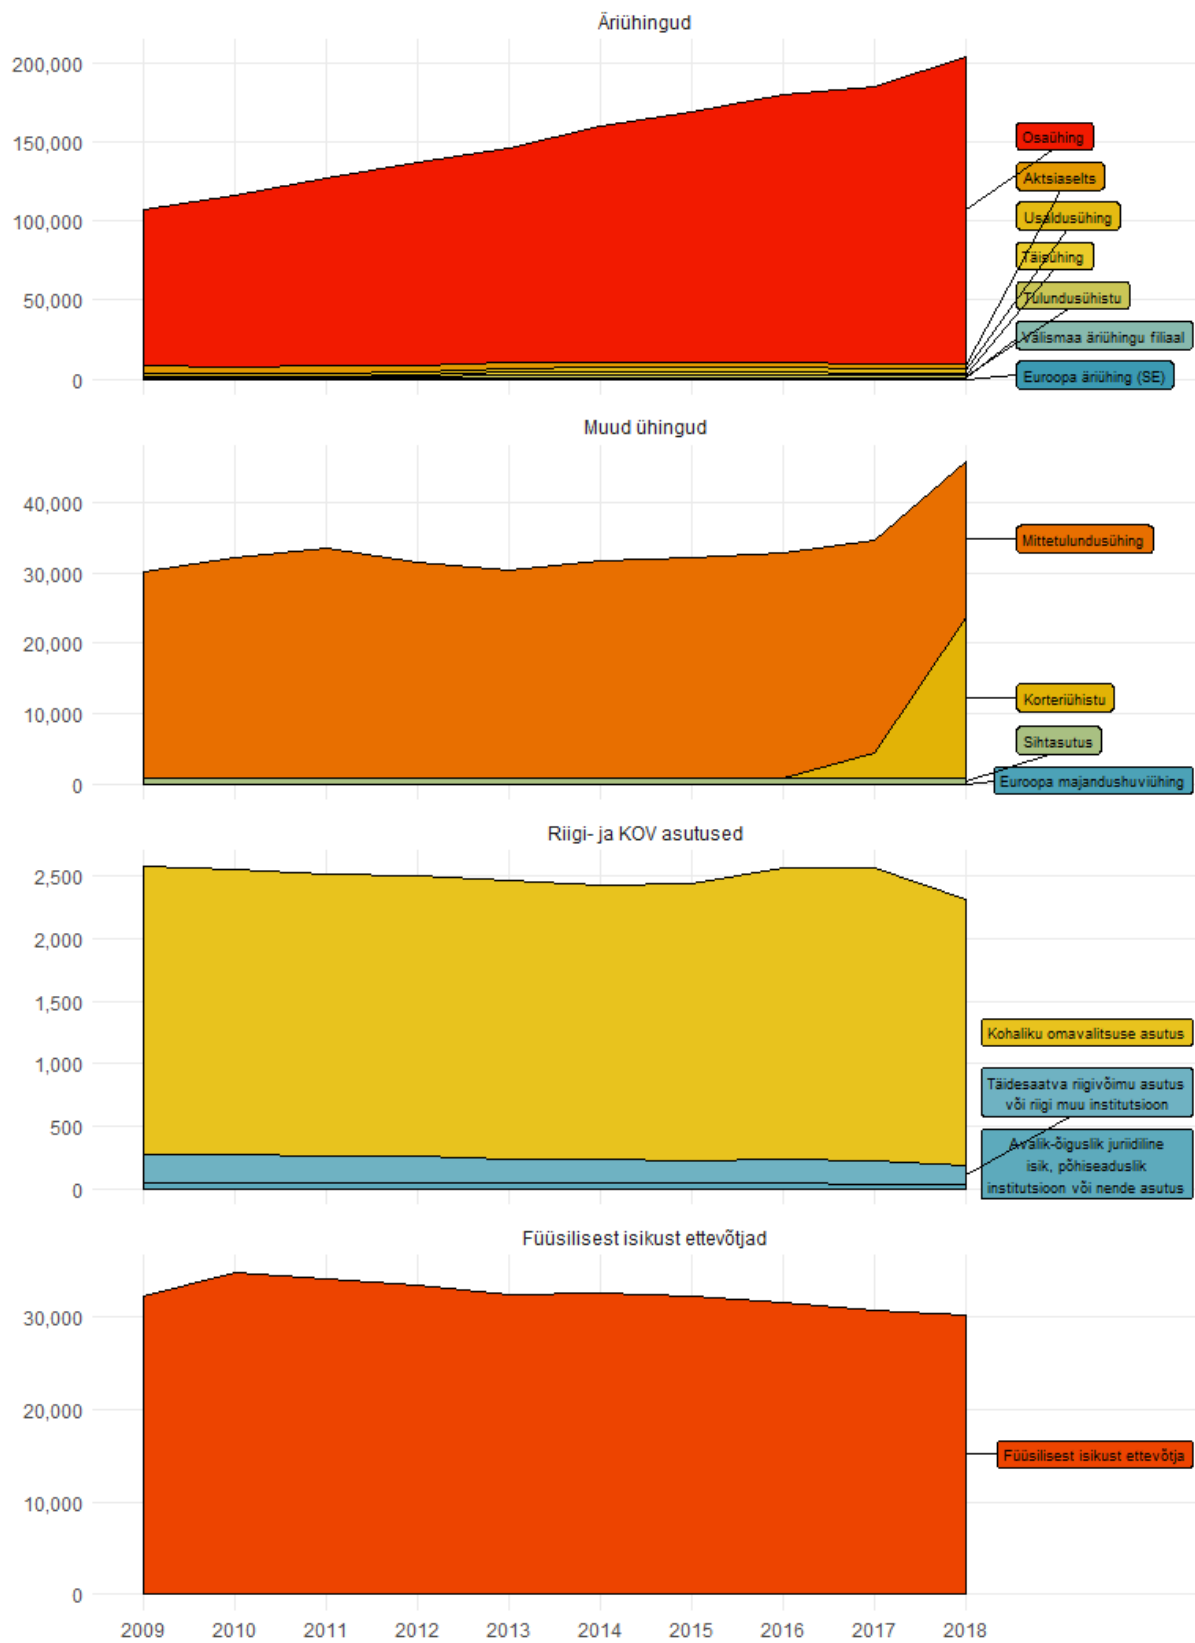 Äriühingud
200,000
150,000
100,000
50,000
0
Osaühing
Aktsiaselts
Usaldusühing
Täisühing
Tulundusühistu
Välismaa äriühingu filiaal
Euroopa äriühing (SE)
Muud ühingud
40,000
30,000
20,000
10,000
0
Mittetulundusühing
Korteriühistu
Sihtasutus
Euroopa majandushuviühing
Riigi- ja KOV asutused
2,500
2,000
1,500
1,000
500
0
Kohaliku omavalitsuse asutus
Täidesaatva riigivõimu asutus
või riigi muu institutsioon
Avalik-õiguslik juriidiline
isik, põhiseaduslik
institutsioon või nende asutus
Füüsilisest isikust ettevõtjad
30,000
20,000
10,000
0
Füüsilisest isikust ettevõtja
2009 2010 2011 2012 2013 2014 2015 2016 2017 2018